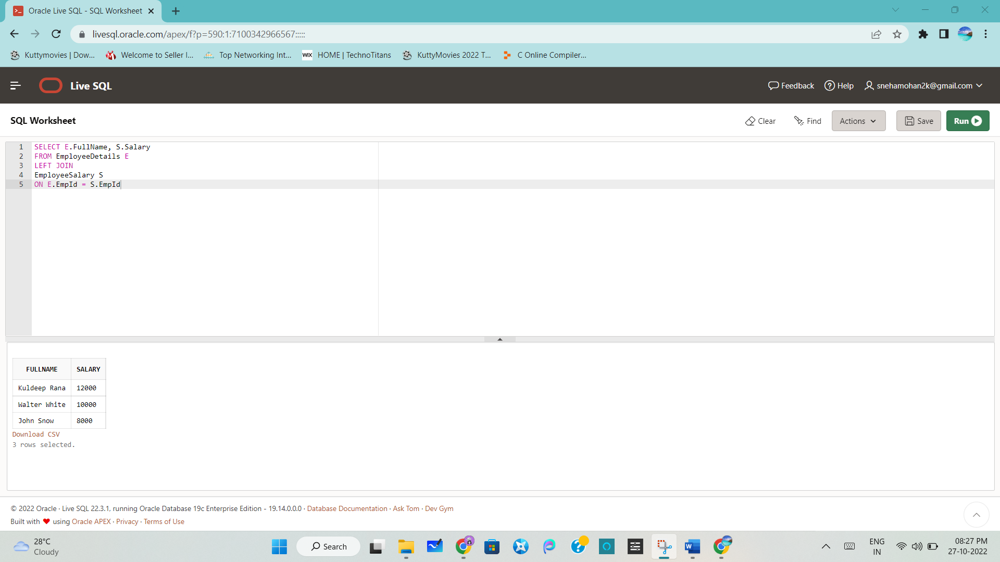 Oracle Live SQL - SQL Worksheet
livesql.oracle.com/apex/f?p=590:1:7100342966567:::::
Kuttymovies | Dow... Welcome to Seller I... Top Networking Int... WIX HOME | TechnoTitans KuttyMovies 2022 T... C Online Compiler...
Live SQL Feedback Help snehamohan2k@gmail.com
SQL Worksheet Clear Find Actions Save Run
1 SELECT E.FullName, S.Salary
2 FROM EmployeeDetails E
3 LEFT JOIN
4 EmployeeSalary S
5 ON E.EmpId = S.EmpId
FULLNAME SALARY
Kuldeep Rana 12000
Walter White 10000
John Snow 8000
Download CSV
3 rows selected.
© 2022 Oracle · Live SQL 22.3.1, running Oracle Database 19c Enterprise Edition - 19.14.0.0.0 · Database Documentation · Ask Tom · Dev Gym
Built with ❤ using Oracle APEX · Privacy · Terms of Use
28°C
Cloudy
Search
ENG
IN
08:27 PM
27-10-2022